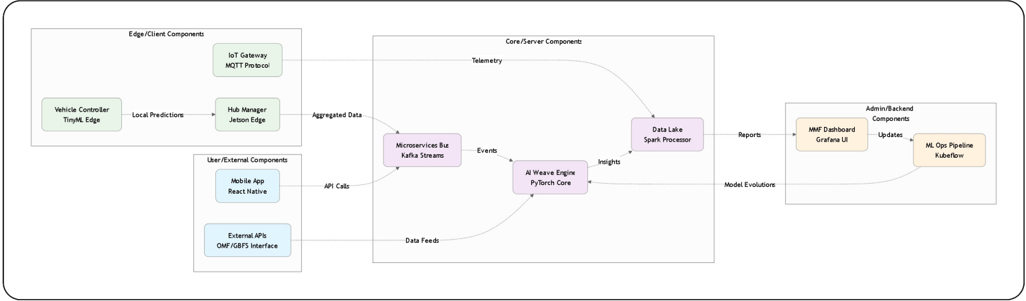 Edge/Client Components
IoT Gateway
MQTT Protocol
Vehicle Controller
TinyML Edge
Local Predictions
Hub Manager
Jetson Edge
User/External Components
Mobile App
React Native
External APIs
OMF/GBFS Interface
Telemetry
Aggregated Data
API Calls
Data Feeds
Core/Server Components
Microservices Bus
Kafka Streams
Events
AI Weave Engine
PyTorch Core
Insights
Data Lake
Spark Processor
Reports
Model Evolutions
Admin/Backend
Components
MMF Dashboard
Grafana UI
Updates
ML Ops Pipeline
Kubeflow